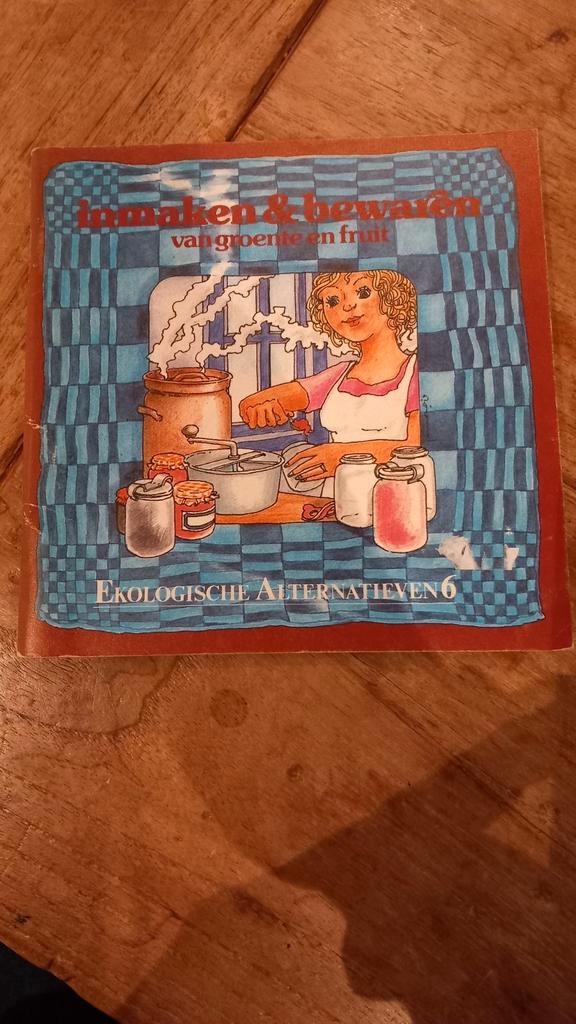 inmaken & bewaren
van groente en fruit
EKOLOGISCHE ALTERNATIEVEN 6